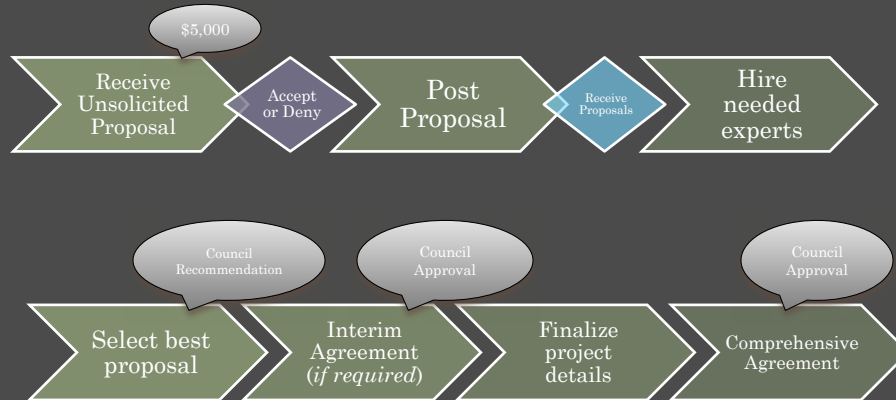 $5,000
Receive
Unsolicited
Proposal
Accept
or Deny
Post
Proposal
Receive
Proposals
Hire
needed
experts
Council
Recommendation
Council
Approval
Council
Approval
Select best
proposal
Interim
Agreement
(if required)
Finalize
project
details
Comprehensive
Agreement